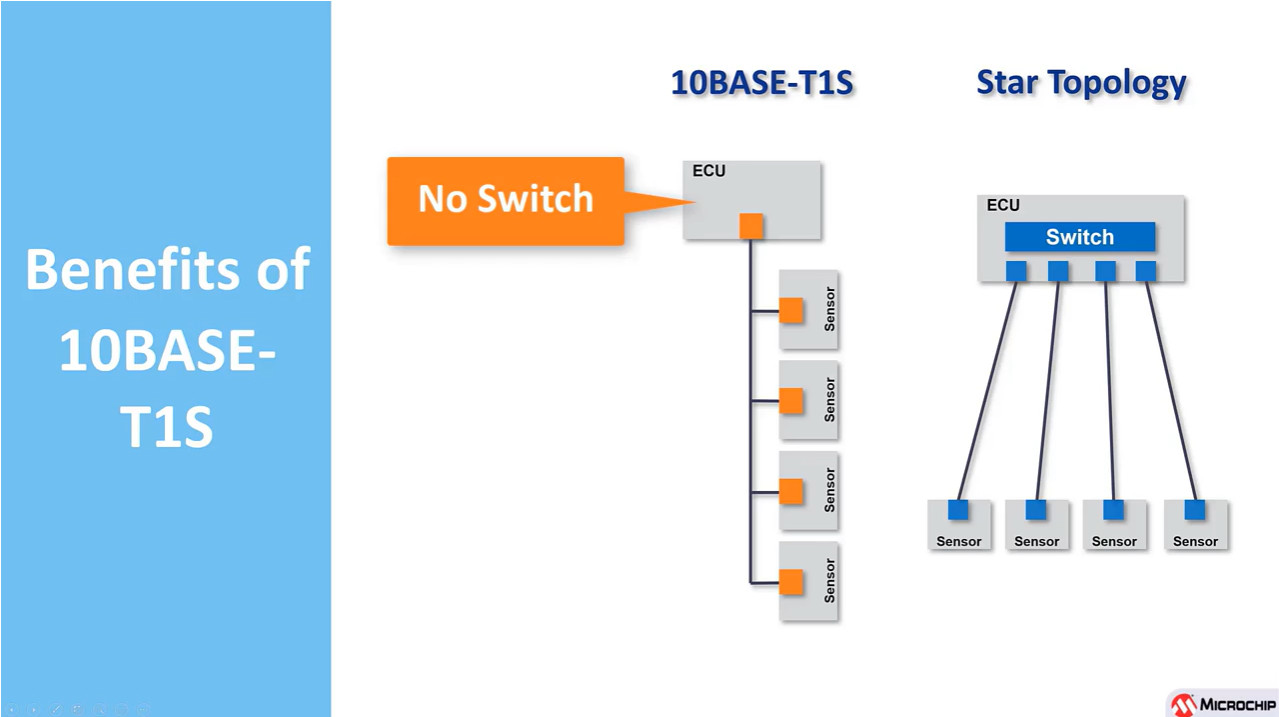 Benefits of
10BASE-
T1S
10BASE-T1S
Star Topology
No Switch
ECU
Sensor
Sensor
Sensor
Sensor
ECU
Switch
Sensor
Sensor
Sensor
Sensor
MICROCHIP